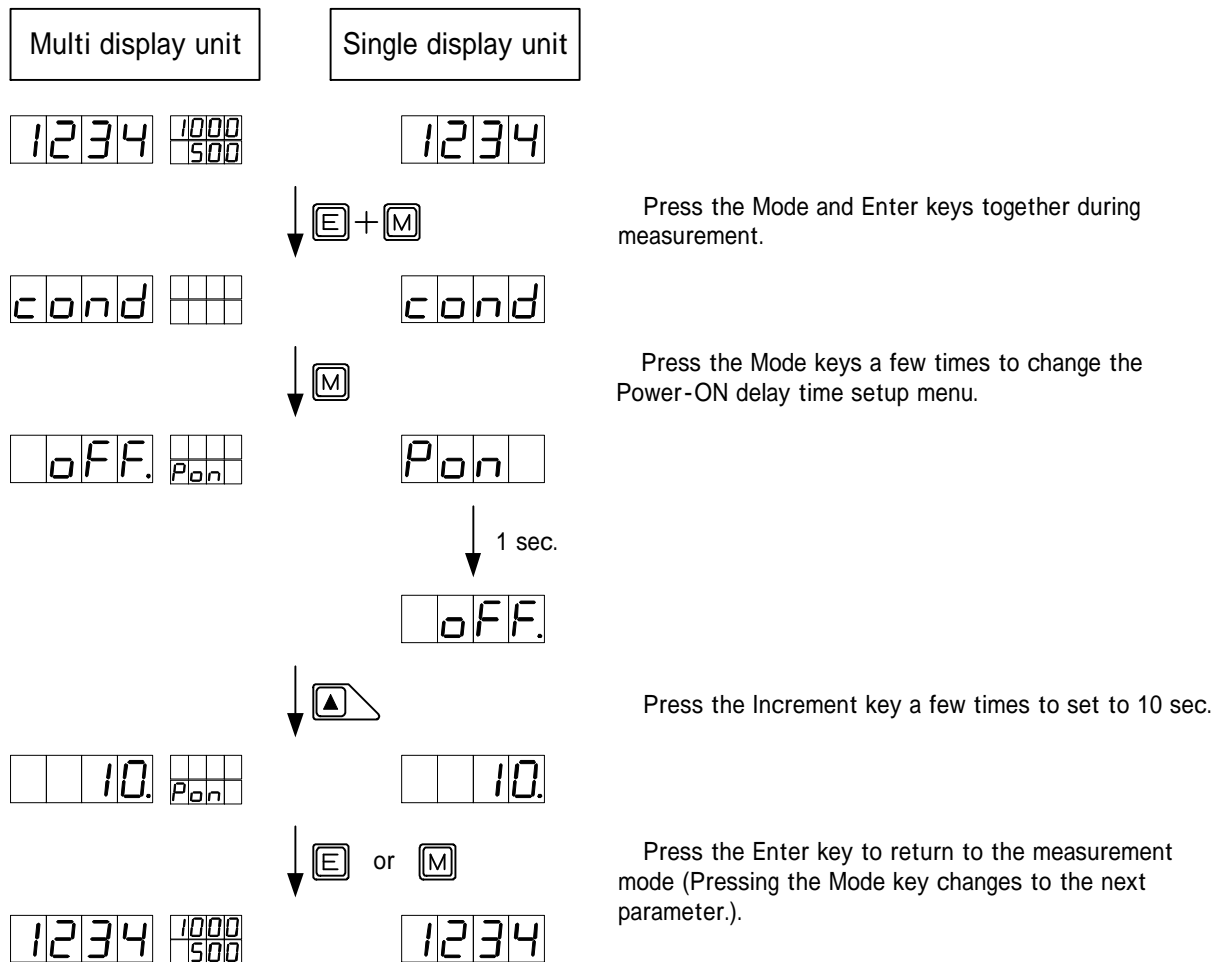 Multi display unit Single display unit
1234 1000 1234
500
E + M Press the Mode and Enter keys together during
measurement.
cond cond
M Press the Mode keys a few times to change the
Power-ON delay time setup menu.
oFF. Pon Pon
1 sec.
oFF.
▲ Press the Increment key a few times to set to 10 sec.
10. Pon 10.
E or M Press the Enter key to return to the measurement
mode (Pressing the Mode key changes to the next
parameter.).
1234 1000 1234
500